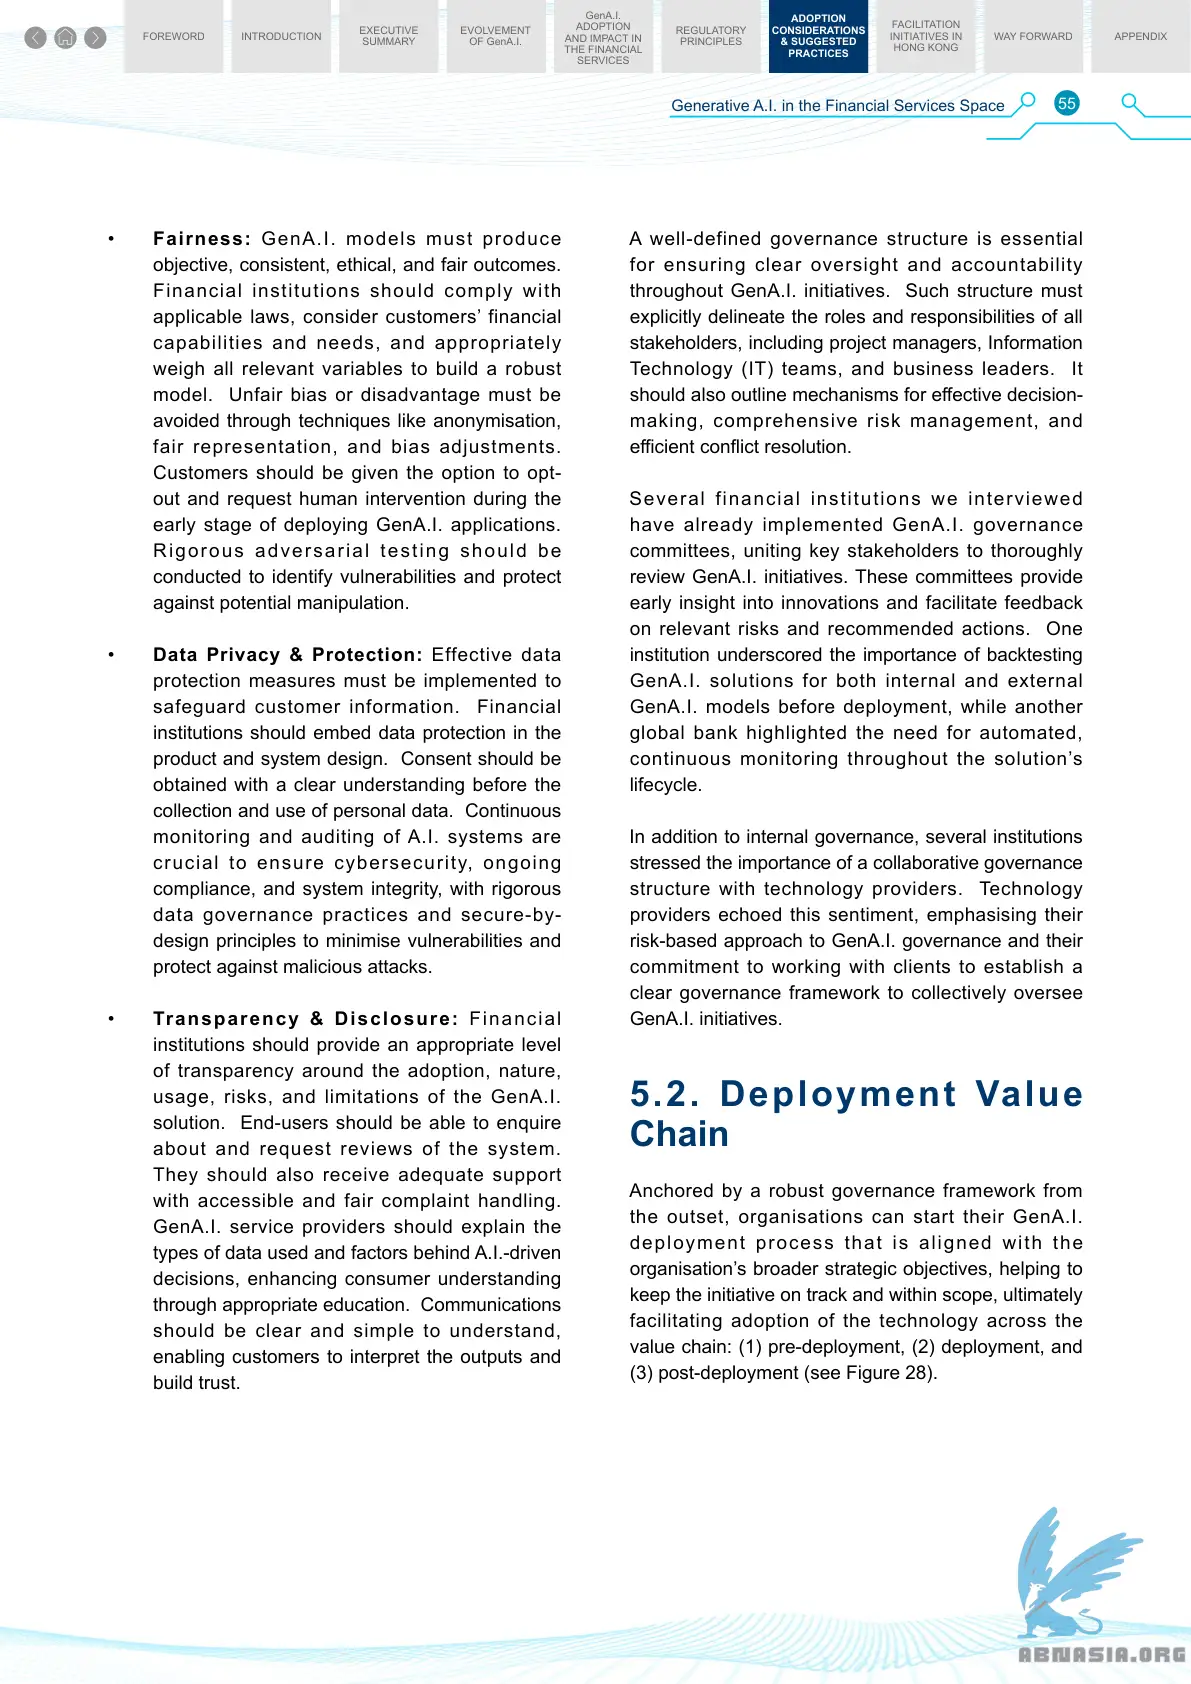 FOREWORD
INTRODUCTION
EXECUTIVE
SUMMARY
EVOLVEMENT
OF GenA.I.
GenA.I.
ADOPTION
AND IMPACT IN
THE FINANCIAL
SERVICES
REGULATORY
PRINCIPLES
ADOPTION
CONSIDERATIONS
& SUGGESTED
PRACTICES
FACILITATION
INITIATIVES IN
HONG KONG
WAY FORWARD
APPENDIX
Generative A.I. in the Financial Services Space
55
• Fairness: GenA.I. models must produce
objective, consistent, ethical, and fair outcomes.
Financial institutions should comply with
applicable laws, consider customers’ financial
capabilities and needs, and appropriately
weigh all relevant variables to build a robust
model. Unfair bias or disadvantage must be
avoided through techniques like anonymisation,
fair representation, and bias adjustments.
Customers should be given the option to opt-
out and request human intervention during the
early stage of deploying GenA.I. applications.
Rigorous adversarial testing should be
conducted to identify vulnerabilities and protect
against potential manipulation.
• Data Privacy & Protection: Effective data
protection measures must be implemented to
safeguard customer information. Financial
institutions should embed data protection in the
product and system design. Consent should be
obtained with a clear understanding before the
collection and use of personal data. Continuous
monitoring and auditing of A.I. systems are
crucial to ensure cybersecurity, ongoing
compliance, and system integrity, with rigorous
data governance practices and secure-by-
design principles to minimise vulnerabilities and
protect against malicious attacks.
• Transparency & Disclosure: Financial
institutions should provide an appropriate level
of transparency around the adoption, nature,
usage, risks, and limitations of the GenA.I.
solution. End-users should be able to enquire
about and request reviews of the system.
They should also receive adequate support
with accessible and fair complaint handling.
GenA.I. service providers should explain the
types of data used and factors behind A.I.-driven
decisions, enhancing consumer understanding
through appropriate education. Communications
should be clear and simple to understand,
enabling customers to interpret the outputs and
build trust.
A well-defined governance structure is essential
for ensuring clear oversight and accountability
throughout GenA.I. initiatives. Such structure must
explicitly delineate the roles and responsibilities of all
stakeholders, including project managers, Information
Technology (IT) teams, and business leaders. It
should also outline mechanisms for effective decision-
making, comprehensive risk management, and
efficient conflict resolution.
Several financial institutions we interviewed
have already implemented GenA.I. governance
committees, uniting key stakeholders to thoroughly
review GenA.I. initiatives. These committees provide
early insight into innovations and facilitate feedback
on relevant risks and recommended actions. One
institution underscored the importance of backtesting
GenA.I. solutions for both internal and external
GenA.I. models before deployment, while another
global bank highlighted the need for automated,
continuous monitoring throughout the solution’s
lifecycle.
In addition to internal governance, several institutions
stressed the importance of a collaborative governance
structure with technology providers. Technology
providers echoed this sentiment, emphasising their
risk-based approach to GenA.I. governance and their
commitment to working with clients to establish a
clear governance framework to collectively oversee
GenA.I. initiatives.
5.2. Deployment Value
Chain
Anchored by a robust governance framework from
the outset, organisations can start their GenA.I.
deployment process that is aligned with the
organisation’s broader strategic objectives, helping to
keep the initiative on track and within scope, ultimately
facilitating adoption of the technology across the
value chain: (1) pre-deployment, (2) deployment, and
(3) post-deployment (see Figure 28).
ABNASIA.ORG